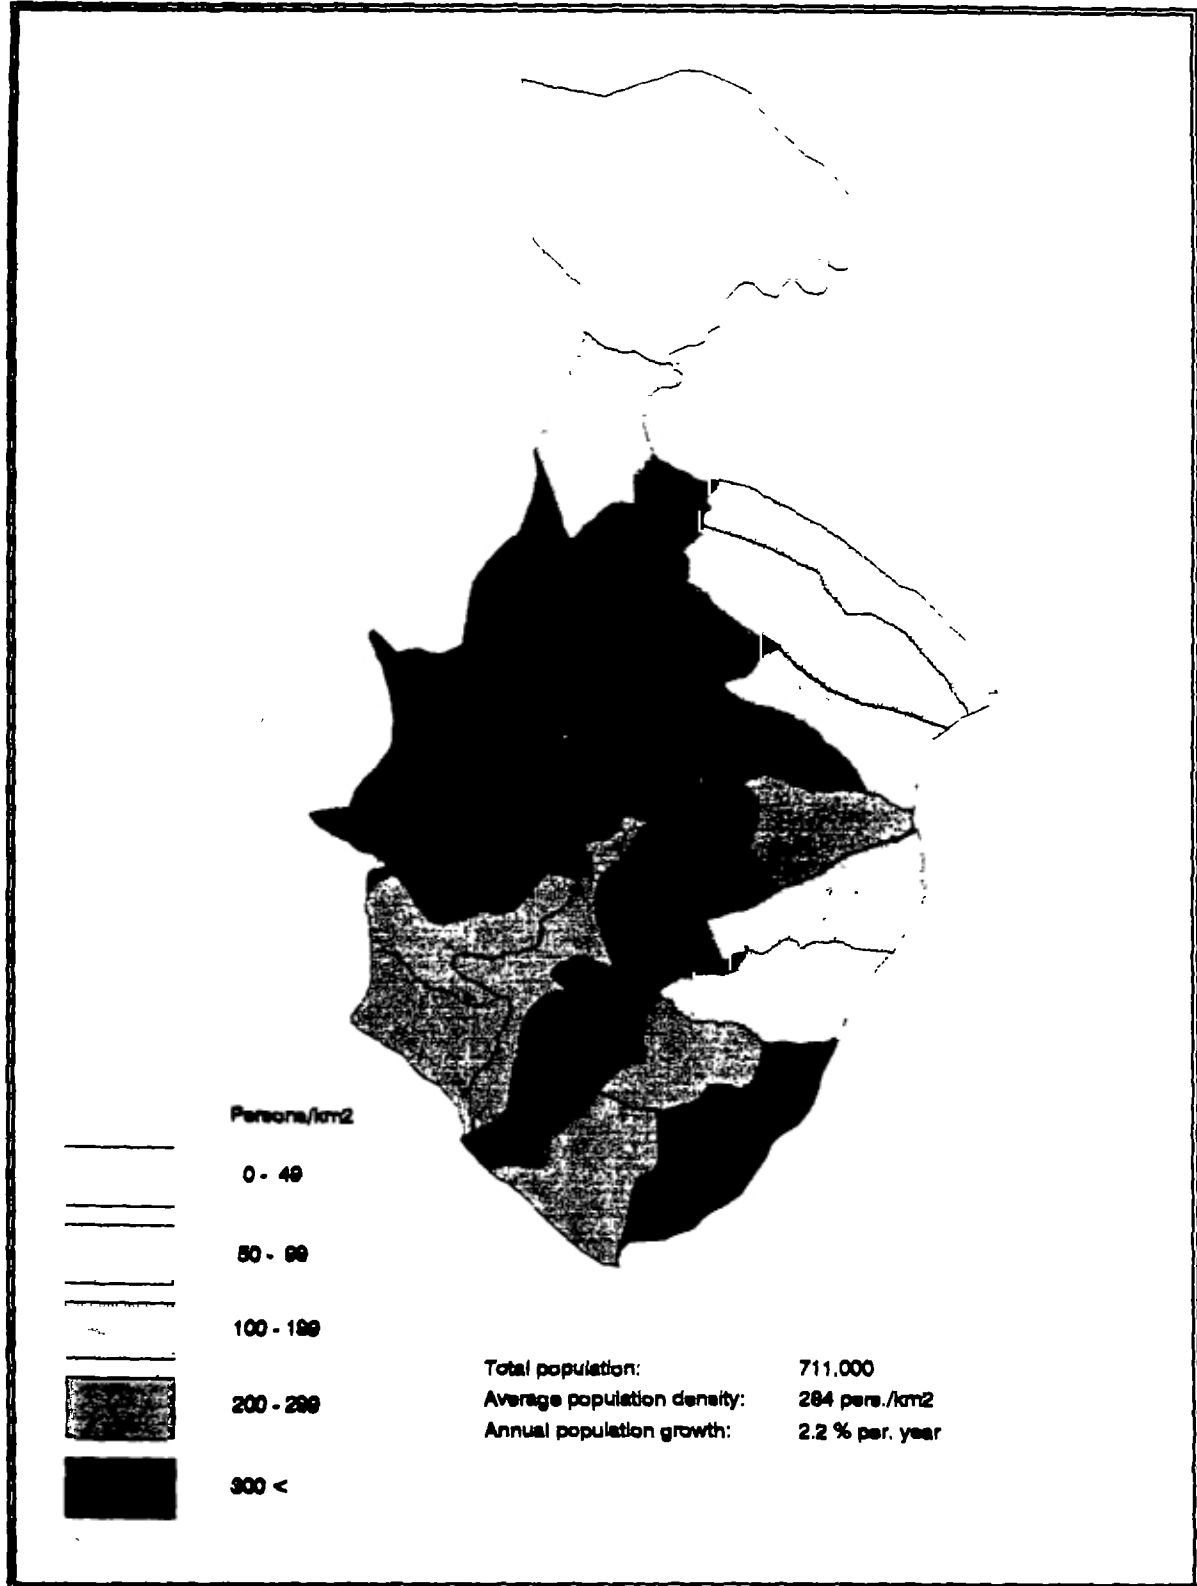 Persons/km2
0 - 49
50 - 99
100 - 199
200 - 299
300 <
Total population: 711.000
Average population density: 284 pers./km2
Annual population growth: 2.2 % per. year